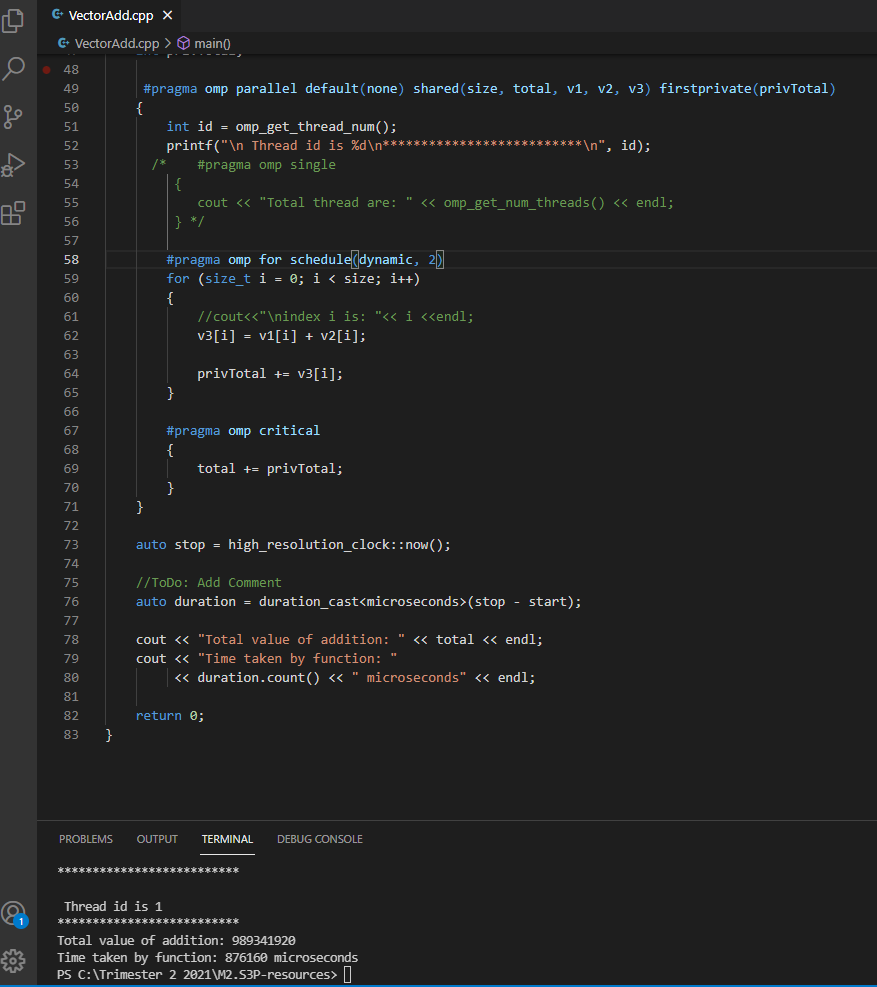 VectorAdd.cpp
VectorAdd.cpp > main()
48
49 #pragma omp parallel default(none) shared(size, total, v1, v2, v3) firstprivate(privTotal)
50 {
51 int id = omp_get_thread_num();
52 printf("\n Thread id is %d\n**************************\n", id);
53 /* #pragma omp single
54 {
55 cout << "Total thread are: " << omp_get_num_threads() << endl;
56 } */
57
58 #pragma omp for schedule(dynamic, 2)
59 for (size_t i = 0; i < size; i++)
60 {
61 //cout<<"\nindex i is: "<< i <<endl;
62 v3[i] = v1[i] + v2[i];
63
64 privTotal += v3[i];
65 }
66
67 #pragma omp critical
68 {
69 total += privTotal;
70 }
71 }
72
73 auto stop = high_resolution_clock::now();
74
75 //ToDo: Add Comment
76 auto duration = duration_cast<microseconds>(stop - start);
77
78 cout << "Total value of addition: " << total << endl;
79 cout << "Time taken by function: "
80 << duration.count() << " microseconds" << endl;
81
82 return 0;
83 }
PROBLEMS OUTPUT TERMINAL DEBUG CONSOLE
**************************
Thread id is 1
**************************
Total value of addition: 989341920
Time taken by function: 876160 microseconds
PS C:\Trimester 2 2021\M2.S3P-resources>
1